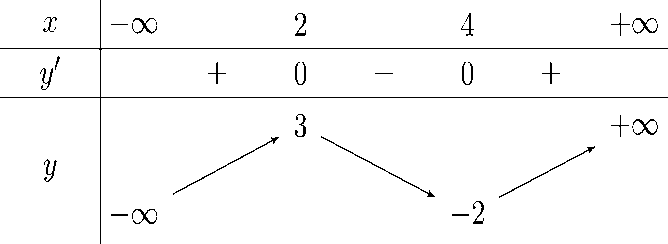 x −∞ 2 4 +∞
y′ + 0 − 0 +
3 +∞
y
−∞ −2